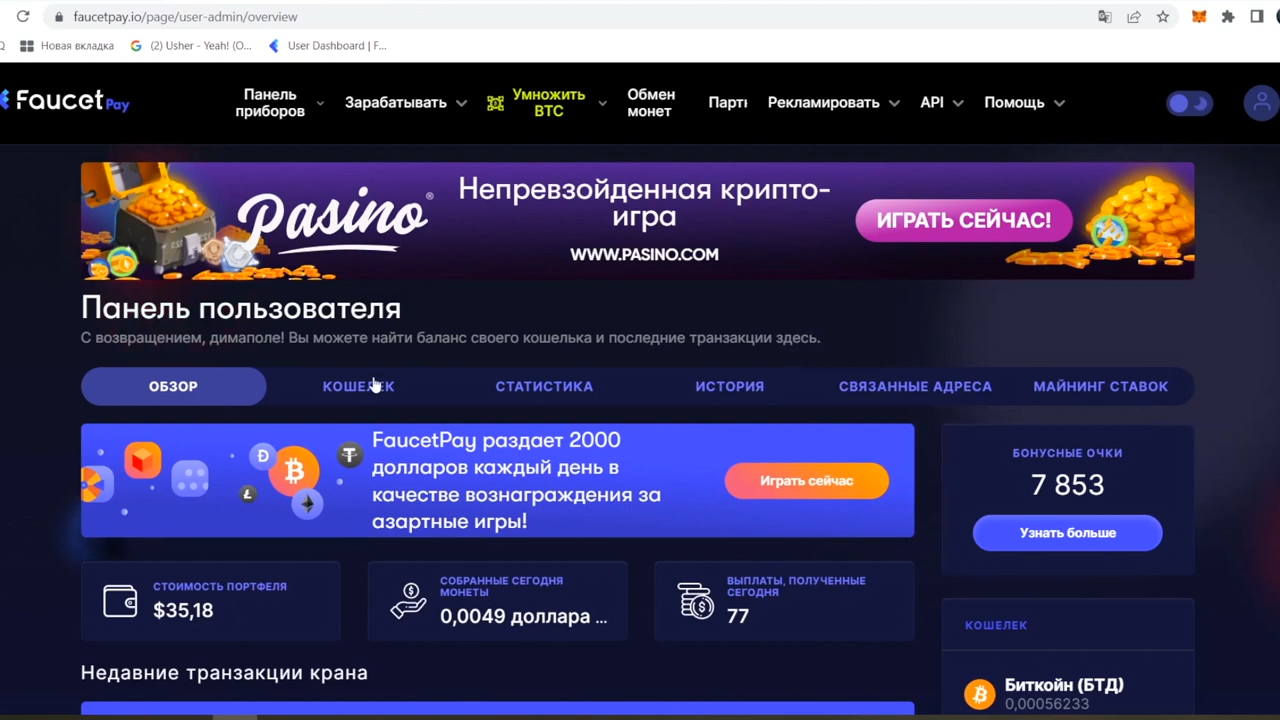 faucetpay.io/page/user-admin/overview
Новая вкладка
(2) Usher - Yeah! (O...
User Dashboard | F...
Faucet Pay
Панель приборов
Зарабатывать
Умножить BTC
Обмен монет
Рекламировать
API
Помощь
Pasino®
Непревзойденная крипто-
игра
WWW.PASINO.COM
ИГРАТЬ СЕЙЧАС!
Панель пользователя
С возвращением, димаполе! Вы можете найти баланс своего кошелька и последние транзакции здесь.
ОБЗОР
КОШЕЛЕК
СТАТИСТИКА
ИСТОРИЯ
СВЯЗАННЫЕ АДРЕСА
МАЙНИНГ СТАВОК
FaucetPay раздает 2000
долларов каждый день в
качестве вознаграждения за
азартные игры!
Играть сейчас
БОНУСНЫЕ ОЧКИ
7 853
Узнать больше
СТОИМОСТЬ ПОРТФЕЛЯ
$35,18
СОБРАННЫЕ СЕГОДНЯ
МОНЕТЫ
0,0049 доллара ...
ВЫПЛАТЫ, ПОЛУЧЕННЫЕ
СЕГОДНЯ
77
КОШЕЛЕК
Биткойн (БТД)
0,00056233
Недавние транзакции крана